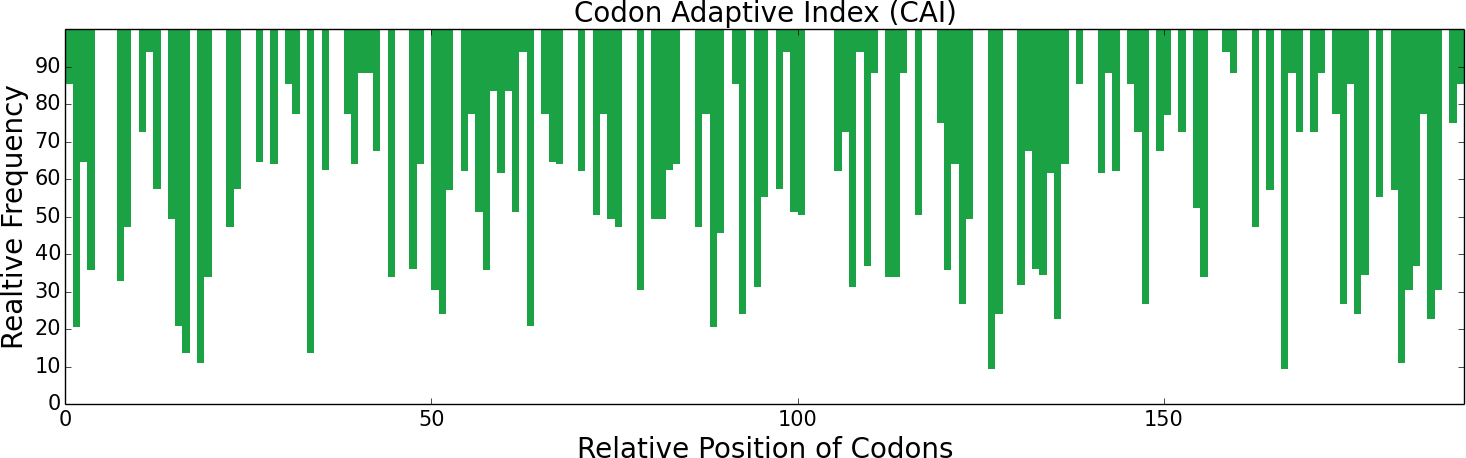 Codon Adaptive Index (CAI)
Realtive Frequency
90
80
70
60
50
40
30
20
10
0
0 50 100 150
Relative Position of Codons